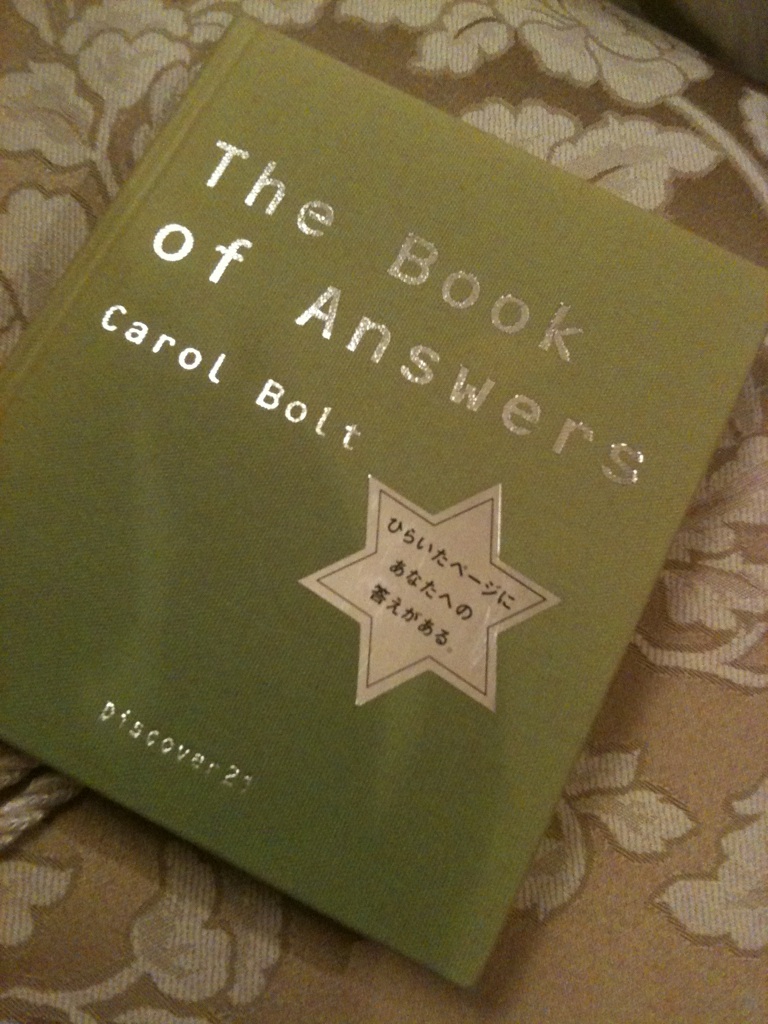 The Book
of Answers
Carol Bolt
ひらいたページに
あなたへの
答えがある。
Discover21